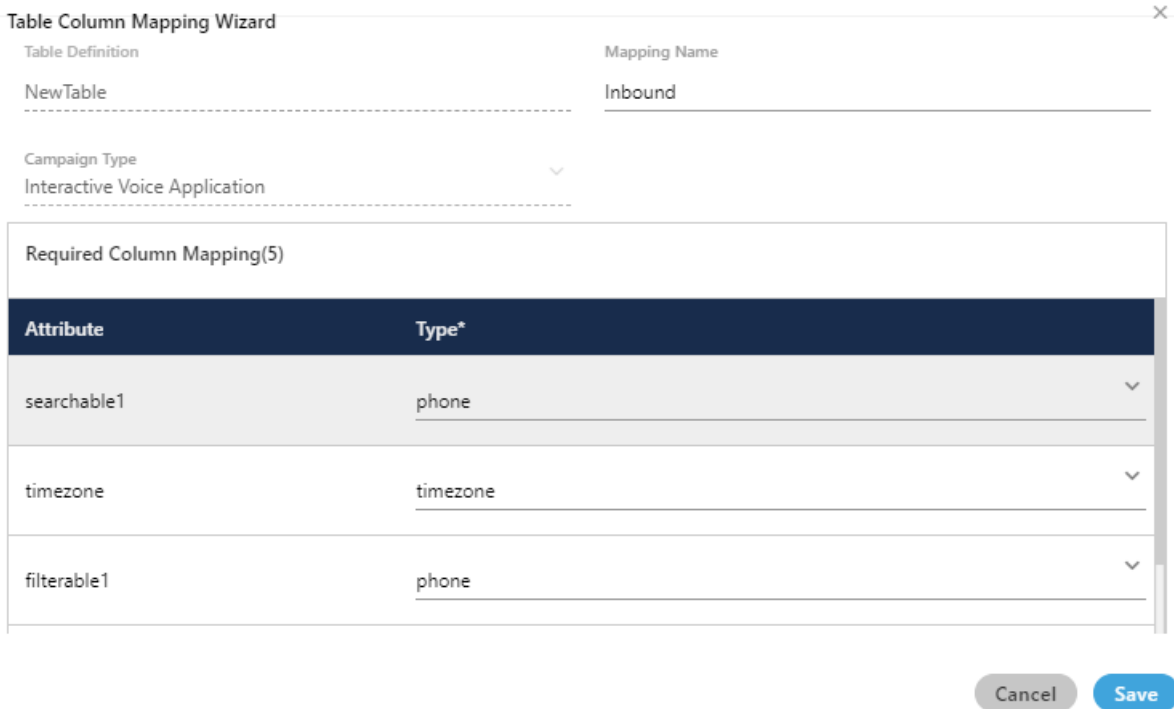 Table Column Mapping Wizard
Table Definition
Mapping Name
NewTable
Inbound
Campaign Type
Interactive Voice Application
Required Column Mapping(5)
Attribute
Type*
searchable1
phone
timezone
timezone
filterable1
phone
Cancel
Save